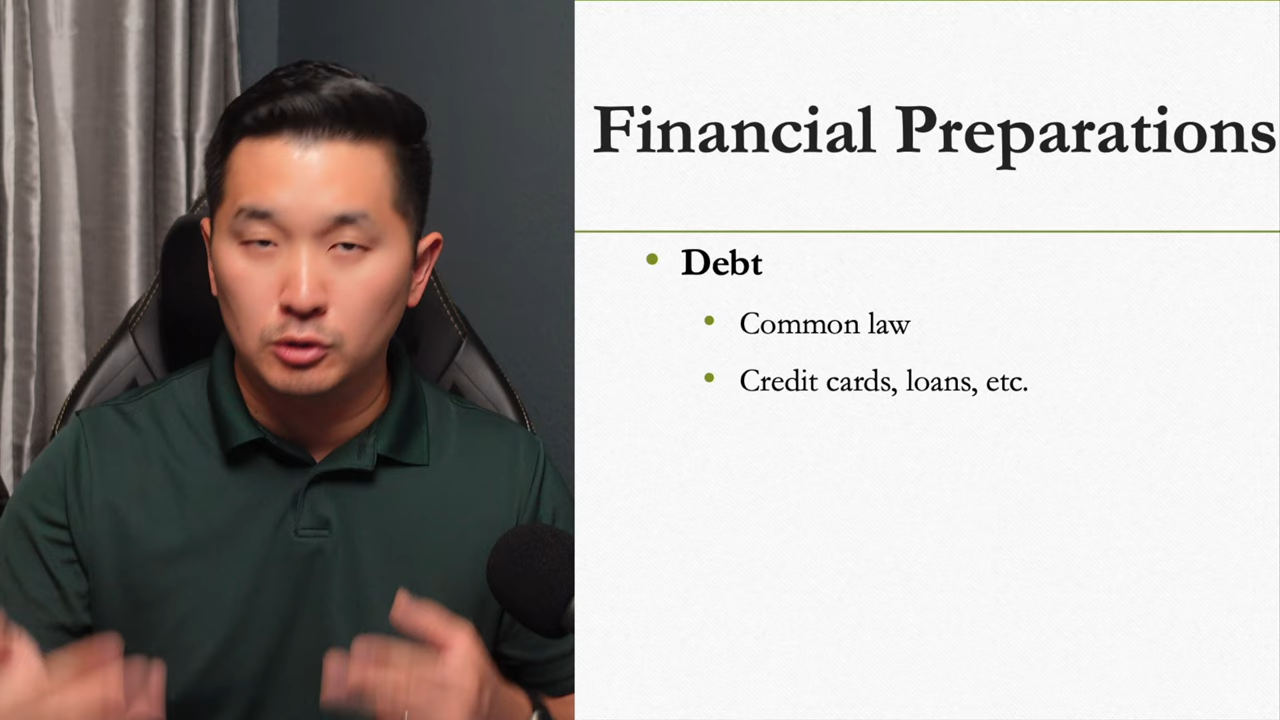 Financial Preparations
• Debt
• Common law
• Credit cards, loans, etc.